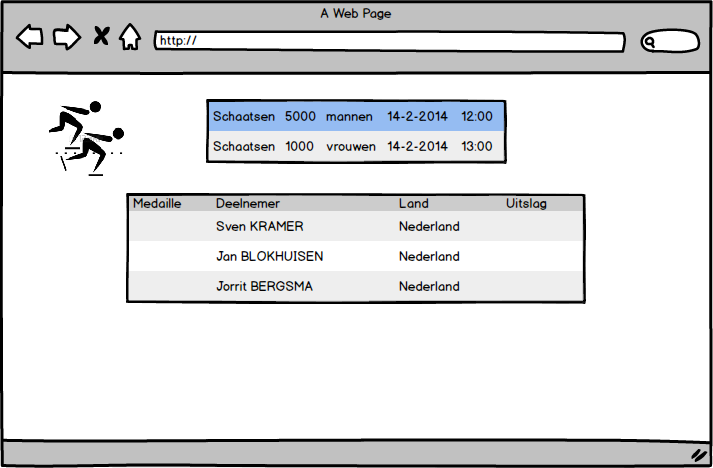 A Web Page
http://
Schaatsen 5000 mannen 14-2-2014 12:00
Schaatsen 1000 vrouwen 14-2-2014 13:00
Medaille Deelnemer Land Uitslag
Sven KRAMER Nederland
Jan BLOKHUISEN Nederland
Jorrit BERGSMA Nederland